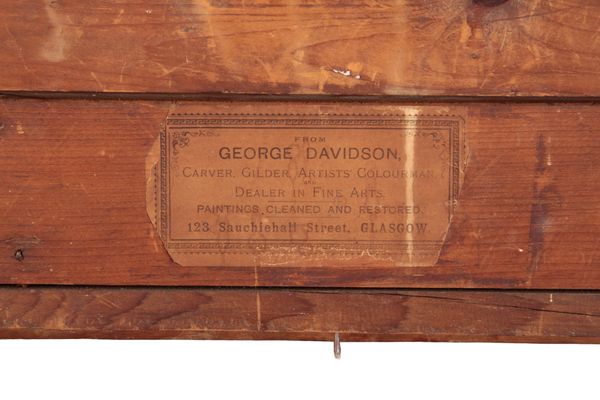 FROM
GEORGE DAVIDSON,
CARVER, GILDER, ARTISTS' COLOURMAN,
AND
DEALER IN FINE ARTS.
PAINTINGS CLEANED AND RESTORED.
123 Sauchiehall Street, GLASGOW